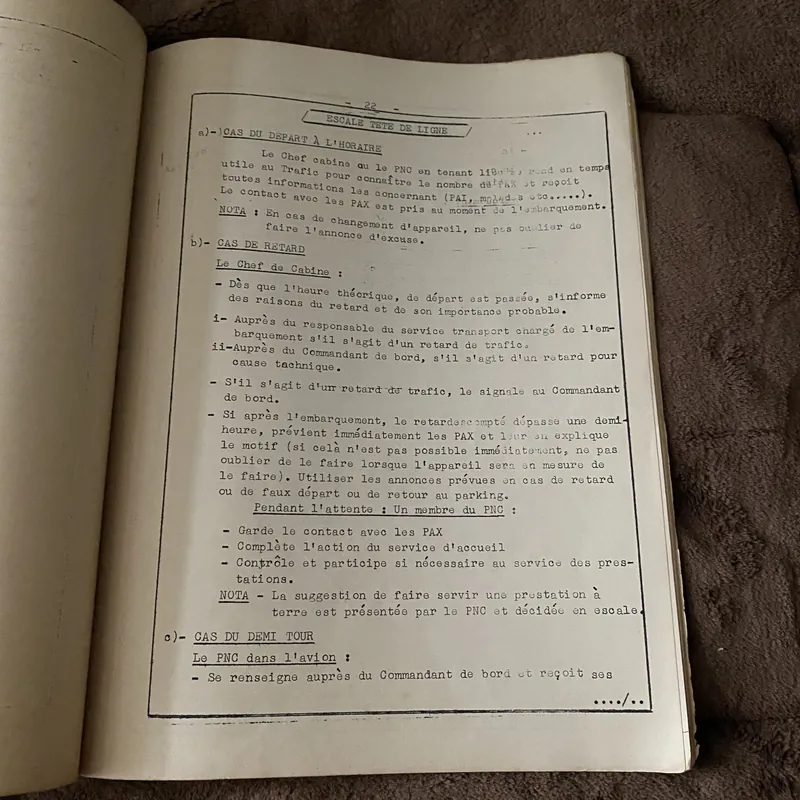 - 22 -
ESCALE TETE DE LIGNE
a)- CAS DU DEPART À L'HORAIRE
Le Chef cabine ou le PNC en tenant lieu, rend en temps
utile au Trafic pour connaître le nombre de PAX et reçoit
toutes informations les concernant (PAI, malades etc.....).
Le contact avec les PAX est pris au moment de l'embarquement.
NOTA : En cas de changement d'appareil, ne pas oublier de
faire l'annonce d'excuse.
b)- CAS DE RETARD
Le Chef de Cabine :
- Dès que l'heure théorique, de départ est passée, s'informe
des raisons du retard et de son importance probable.
i- Auprès du responsable du service transport chargé de l'em-
barquement s'il s'agit d'un retard de trafic.
ii-Auprès du Commandant de bord, s'il s'agit d'un retard pour
cause technique.
- S'il s'agit d'un retard du trafic, le signale au Commandant
de bord.
- Si après l'embarquement, le retard escompté dépasse une demi-
heure, prévient immédiatement les PAX et leur en explique
le motif (si celà n'est pas possible immédiatement, ne pas
oublier de le faire lorsque l'appareil sera en mesure de
le faire). Utiliser les annonces prévues en cas de retard
ou de faux départ ou de retour au parking.
Pendant l'attente : Un membre du PNC :
- Garde le contact avec les PAX
- Complète l'action du service d'accueil
- Contrôle et participe si nécessaire au service des pres-
tations.
NOTA - La suggestion de faire servir une prestation à
terre est présentée par le PNC et décidée en escale.
c)- CAS DU DEMI TOUR
Le PNC dans l'avion :
- Se renseigne auprès du Commandant de bord et reçoit ses
..../..